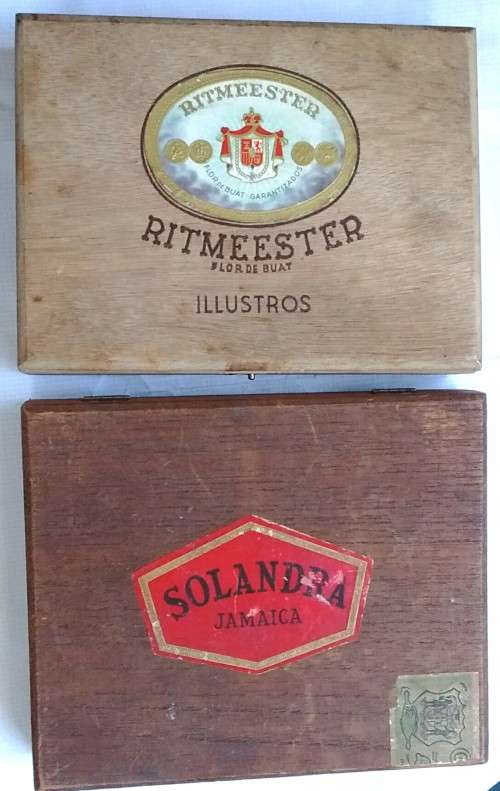 RITMEESTER
FLOR DE BUAT GARANTIZADOS
RITMEESTER
FLOR DE BUAT
ILLUSTROS
SOLANDRA
JAMAICA